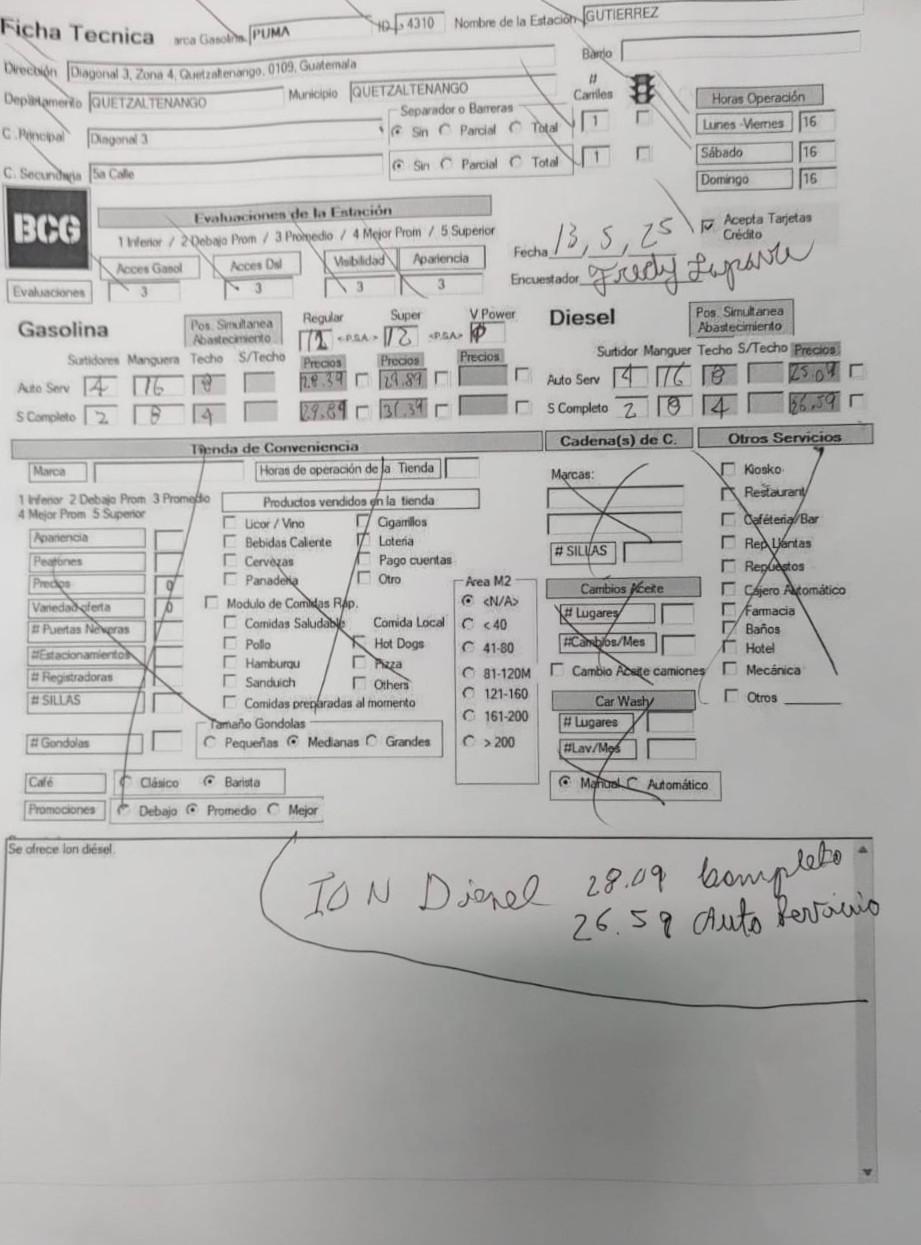 Ficha Tecnica arca Gasolina PUMA ID 4310 Nombre de la Estación GUTIERREZ
Dirección Diagonal 3, Zona 4, Quetzaltenango, 0109, Guatemala Barrio
Departamento QUETZALTENANGO Municipio QUETZALTENANGO # Carriles Horas Operación
Separador o Barreras
C. Principal Diagonal 3 Sin Parcial Total 1 Lunes -Viernes 16
Sábado 16
C. Secundaria 5a Calle Sin Parcial Total 1 Domingo 16
BCG
Evaluaciones de la Estación
1 Inferior / 2 Debajo Prom / 3 Promedio / 4 Mejor Prom / 5 Superior
Acepta Tarjetas Crédito
Fecha 13, 5, 25
Acces Gasol Acces Dsl Visibilidad Apariencia
Encuestador Fredy
Evaluaciones 3 3 3 3
Gasolina Pos. Simultanea Abastecimiento Regular <P.S.A.> Super 12 <P.S.A.> V Power
Diesel Pos. Simultanea Abastecimiento
Surtidores Manguera Techo S/Techo Precios Precios Precios
Surtidor Manguer Techo S/Techo Precios
Auto Serv 4 16 8 28.39 29.89
Auto Serv 4 16 8 25.09
S Completo 2 8 4 29.89 31.39
S Completo 2 8 4 26.59
Tienda de Conveniencia Cadena(s) de C. Otros Servicios
Marca Horas de operación de la Tienda
1 Inferior 2 Debajo Prom 3 Promedio
4 Mejor Prom 5 Superior
Apariencia
Peatones
Precios 0
Variedad oferta 0
# Puertas Neveras
#Estacionamientos
# Registradoras
# SILLAS
# Gondolas
Productos vendidos en la tienda
Licor / Vino Cigarrillos
Bebidas Caliente Loteria
Cervezas Pago cuentas
Panaderia Otro
Modulo de Comidas Ráp.
Comidas Saludable Comida Local
Pollo Hot Dogs
Hamburqu Pizza
Sanduich Others
Comidas preparadas al momento
Tamaño Gondolas
Pequeñas Medianas Grandes
Area M2
<N/A>
< 40
41-80
81-120M
121-160
161-200
> 200
Café Clásico Barista
Promociones Debajo Promedio Mejor
Marcas:
# SILLAS
Cambios Aceite
# Lugares
#Cambios/Mes
Cambio Aceite camiones
Car Wash
# Lugares
#Lav/Mes
Manual Automático
Kiosko
Restaurant
Caféteria/Bar
Rep Llantas
Repuestos
Cajero Automático
Farmacia
Baños
Hotel
Mecánica
Otros
Se ofrece Ion diésel.
ION Diesel 28.09 Completo
26.59 Auto Servicio